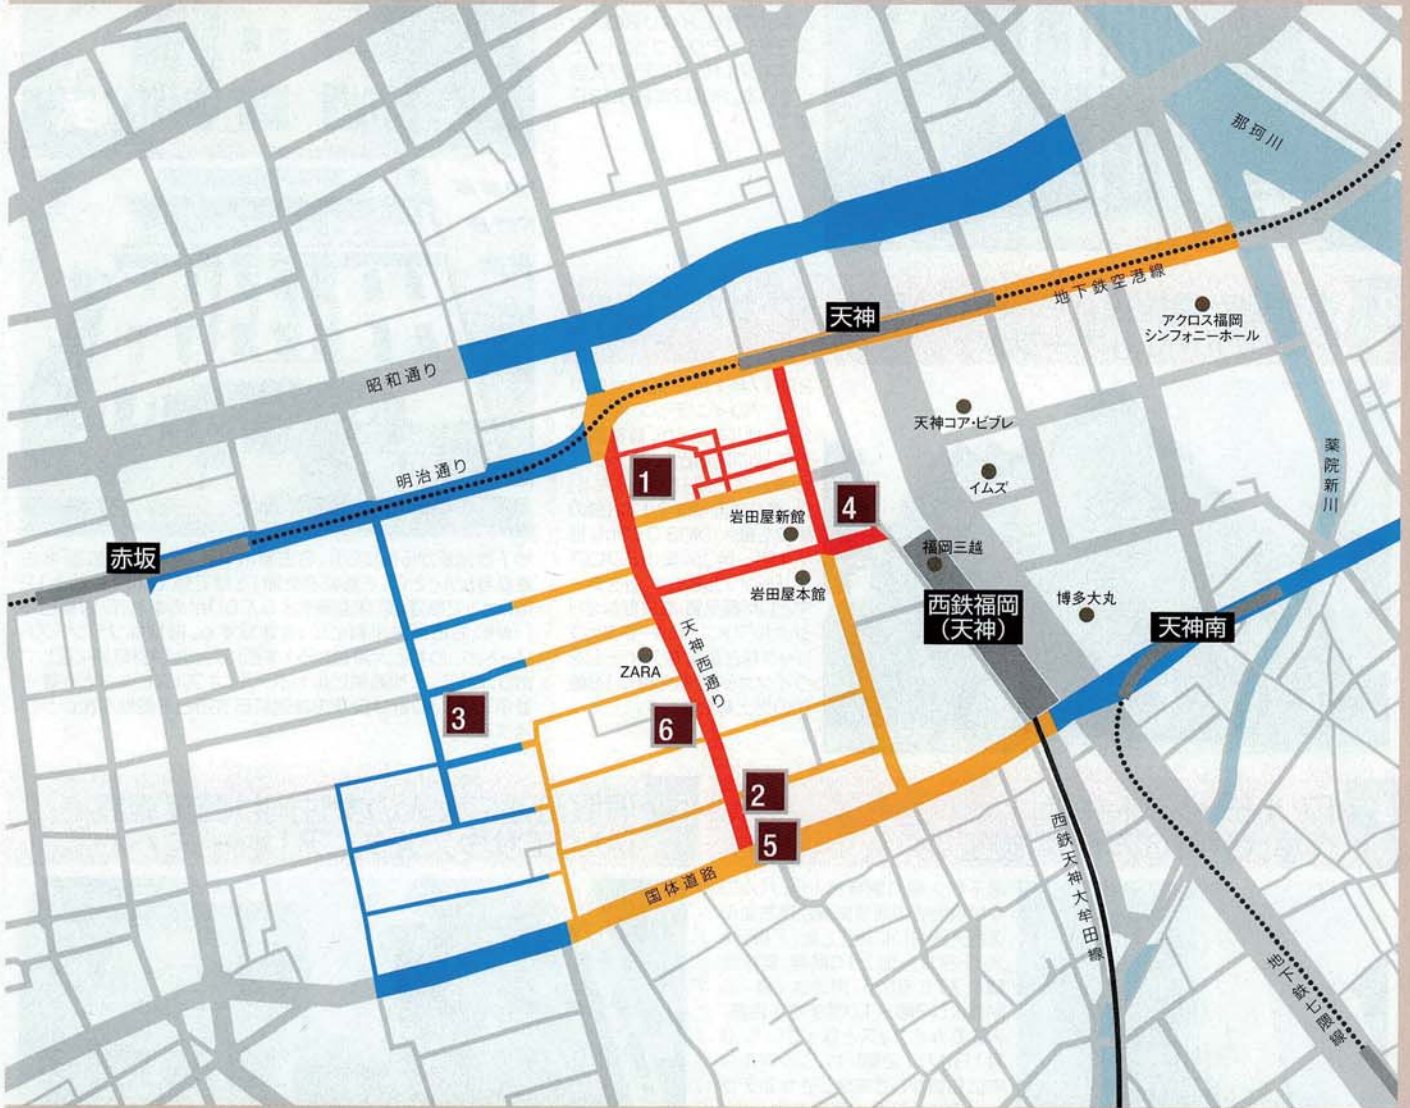 那珂川
地下鉄空港線
アクロス福岡
シンフォニーホール
天神
昭和通り
天神コア・ビブレ
明治通り
イムズ
薬院新川
1
4
岩田屋新館
赤坂
福岡三越
岩田屋本館
西鉄福岡
(天神)
博多大丸
天神南
天神西通り
ZARA
3
6
2
5
国体道路
西鉄天神大牟田線
地下鉄七隈線